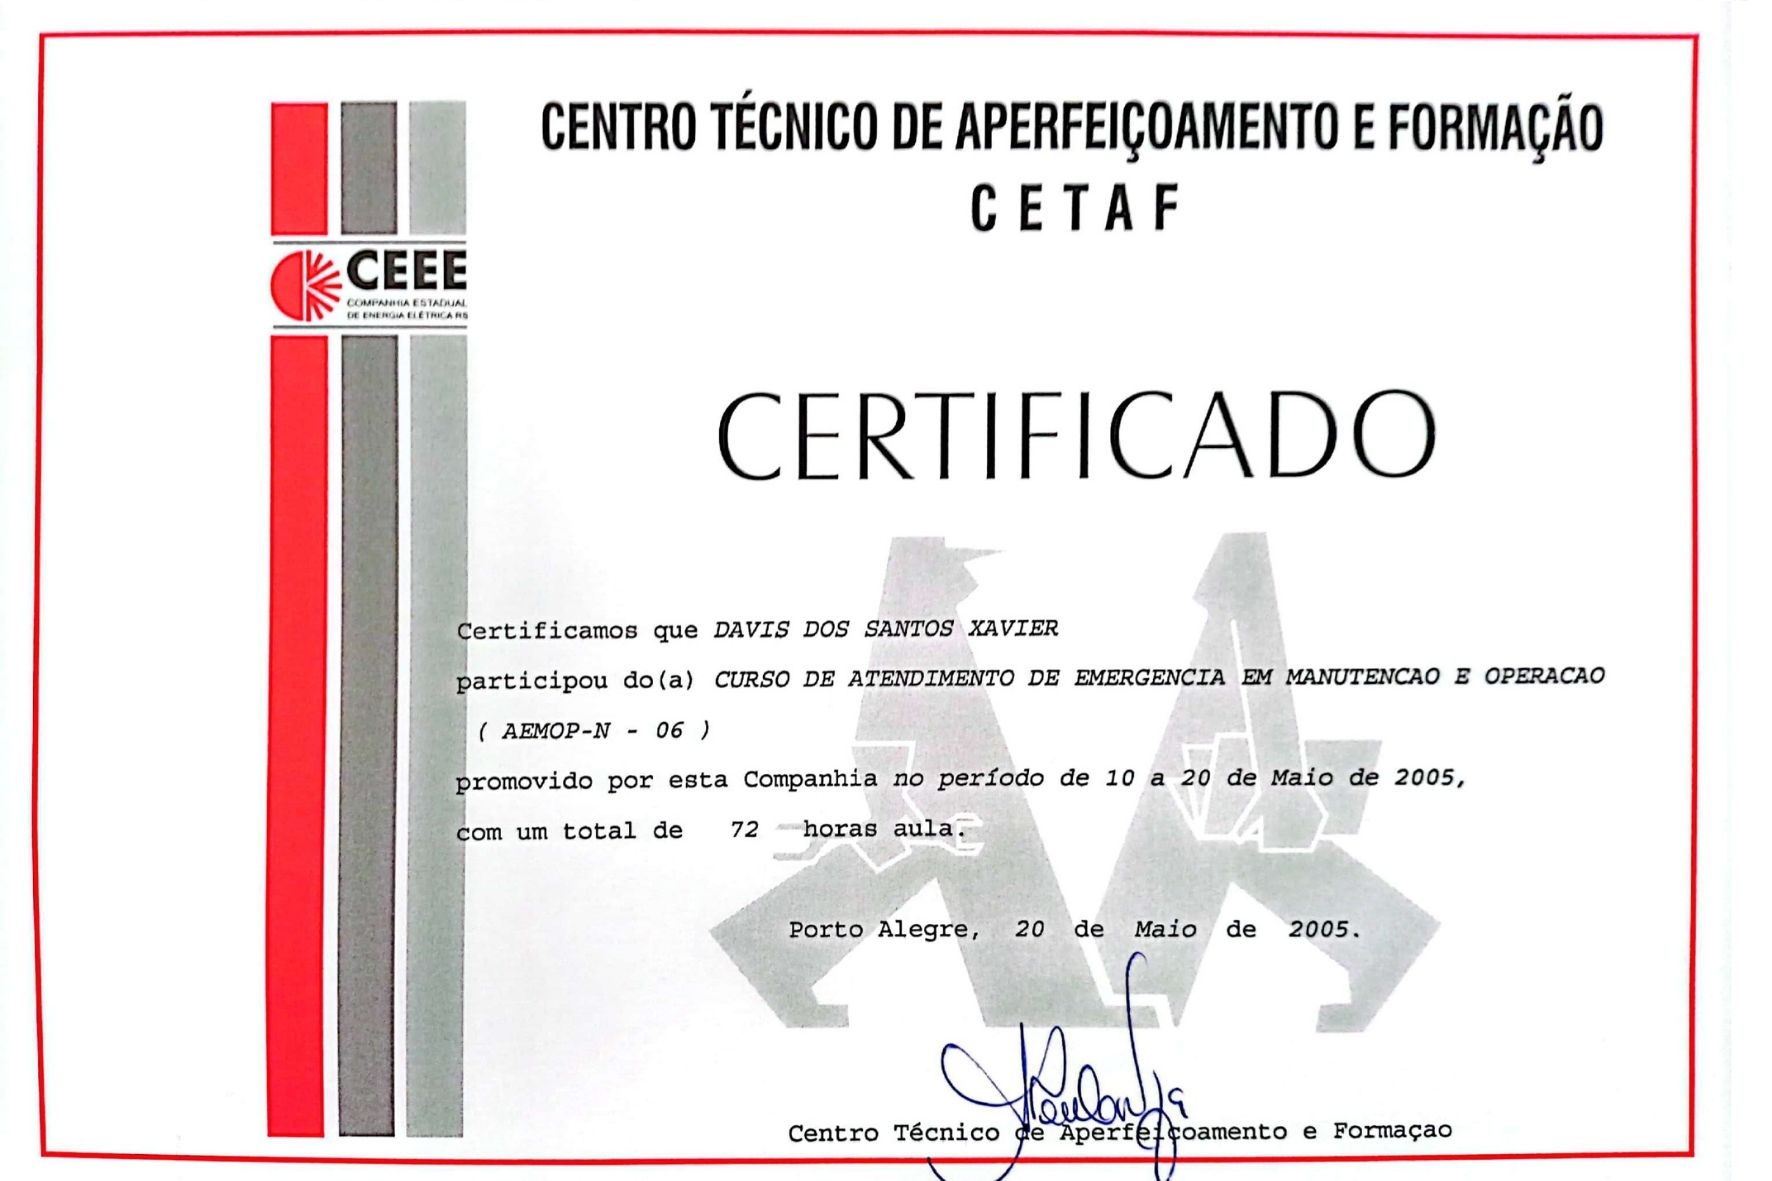 CENTRO TÉCNICO DE APERFEIÇOAMENTO E FORMAÇÃO
CETAF
CEEE
COMPANHIA ESTADUAL
DE ENERGIA ELÉTRICA RS
CERTIFICADO
Certificamos que DAVIS DOS SANTOS XAVIER
participou do(a) CURSO DE ATENDIMENTO DE EMERGENCIA EM MANUTENCAO E OPERACAO
( AEMOP-N - 06 )
promovido por esta Companhia no período de 10 a 20 de Maio de 2005,
com um total de 72 horas aula.
Porto Alegre, 20 de Maio de 2005.
Centro Técnico de Aperfeiçoamento e Formaçao